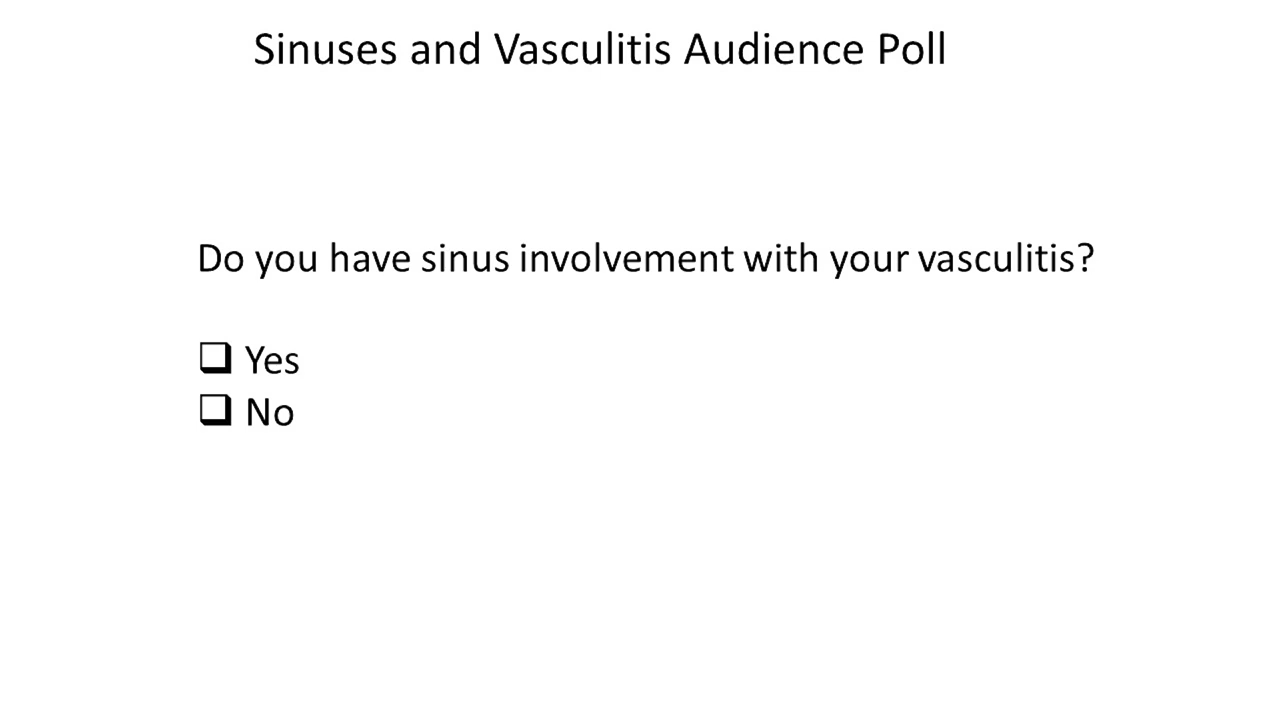 Sinuses and Vasculitis Audience Poll
Do you have sinus involvement with your vasculitis?
❑ Yes
❑ No